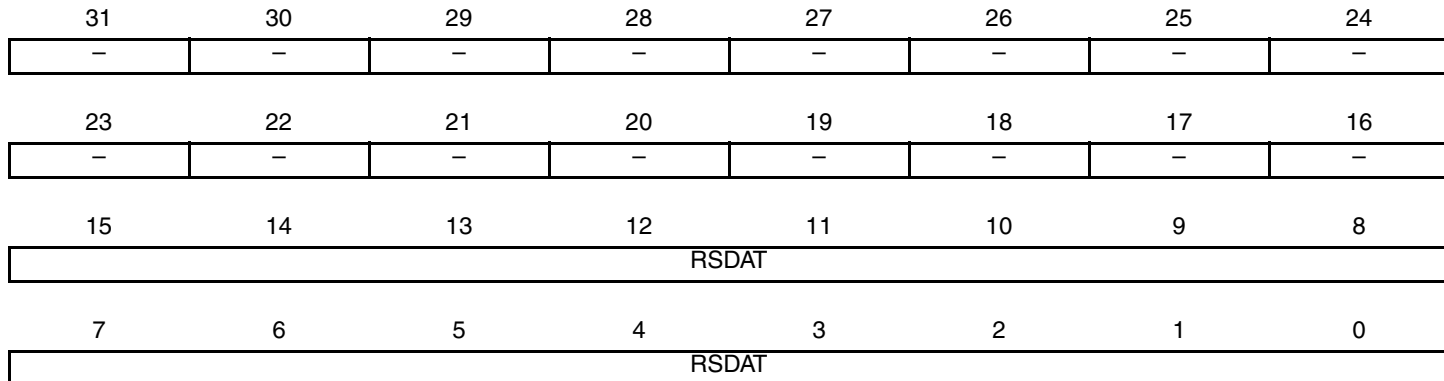 31 30 29 28 27 26 25 24
– – – – – – – –
23 22 21 20 19 18 17 16
– – – – – – – –
15 14 13 12 11 10 9 8
RSDAT
7 6 5 4 3 2 1 0
RSDAT